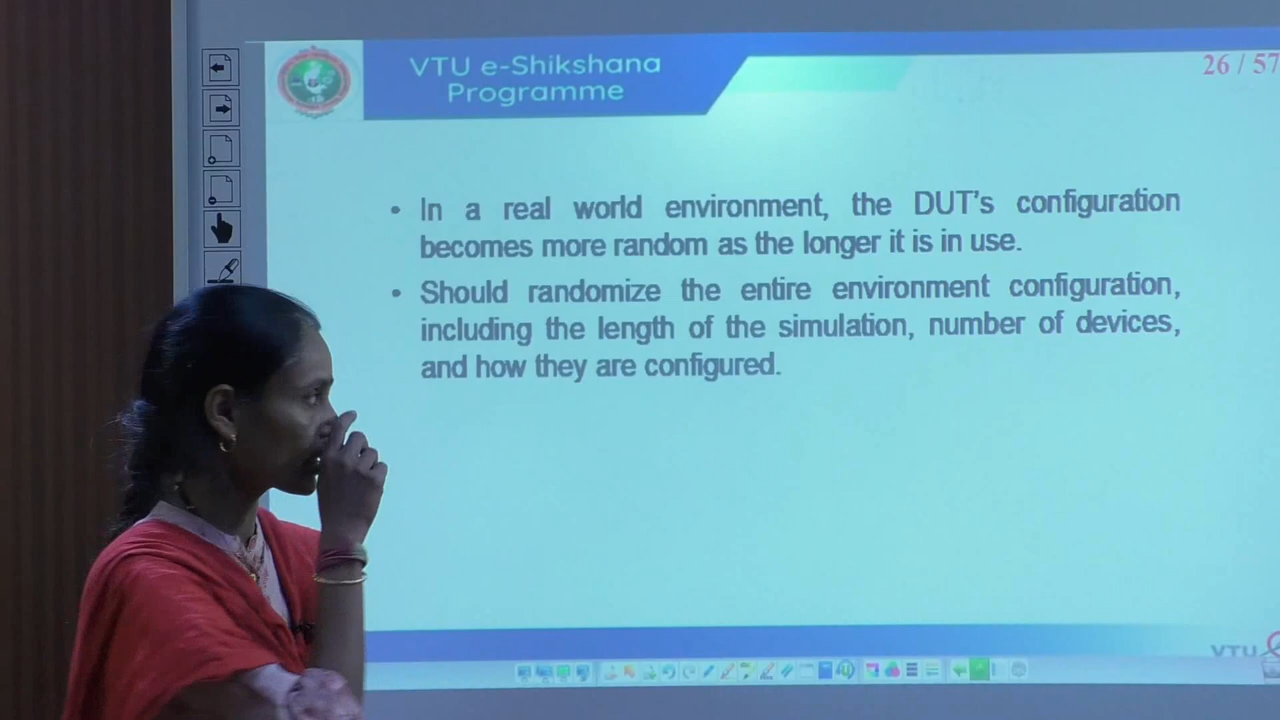 VTU e-Shikshana
Programme
26 / 57
• In a real world environment, the DUT's configuration
becomes more random as the longer it is in use.
• Should randomize the entire environment configuration,
including the length of the simulation, number of devices,
and how they are configured.
VTU